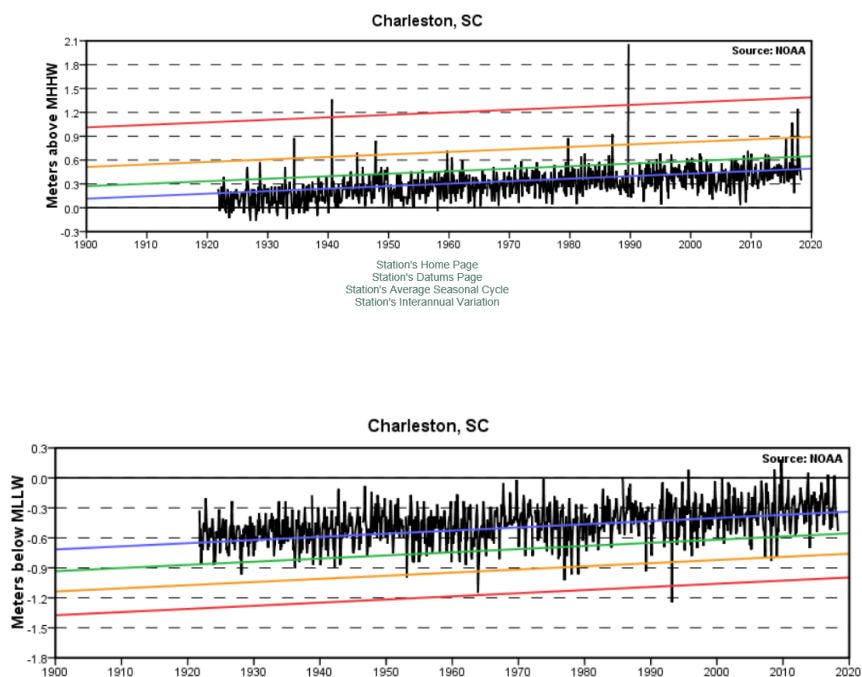 Charleston, SC
Source: NOAA
Meters above MHHW
2.1
1.8
1.5
1.2
0.9
0.6
0.3
0.0
-0.3
1900 1910 1920 1930 1940 1950 1960 1970 1980 1990 2000 2010 2020
Station's Home Page
Station's Datums Page
Station's Average Seasonal Cycle
Station's Interannual Variation
Charleston, SC
Source: NOAA
Meters below MLLW
0.3
0.0
-0.3
-0.6
-0.9
-1.2
-1.5
-1.8
1900 1910 1920 1930 1940 1950 1960 1970 1980 1990 2000 2010 2020